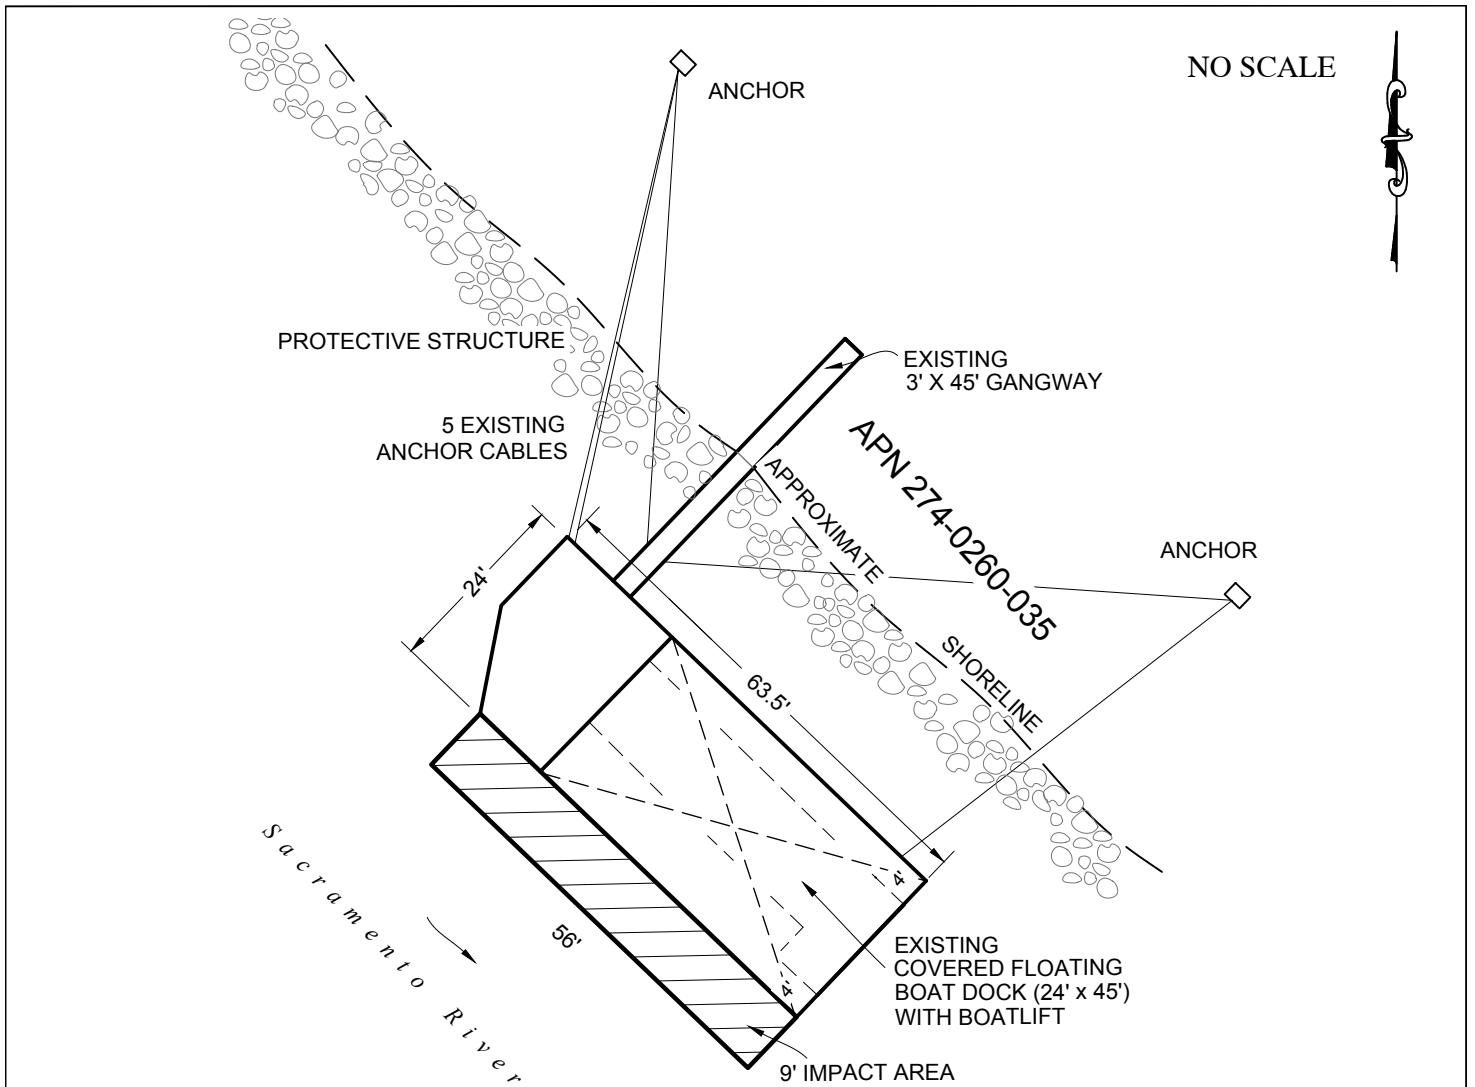 NO SCALE
ANCHOR
PROTECTIVE STRUCTURE
EXISTING
3' X 45' GANGWAY
5 EXISTING
ANCHOR CABLES
APN 274-0260-035
APPROXIMATE
SHORELINE
ANCHOR
24'
63.5'
4'
4'
56'
Sacramento River
EXISTING
COVERED FLOATING
BOAT DOCK (24' x 45')
WITH BOATLIFT
9' IMPACT AREA